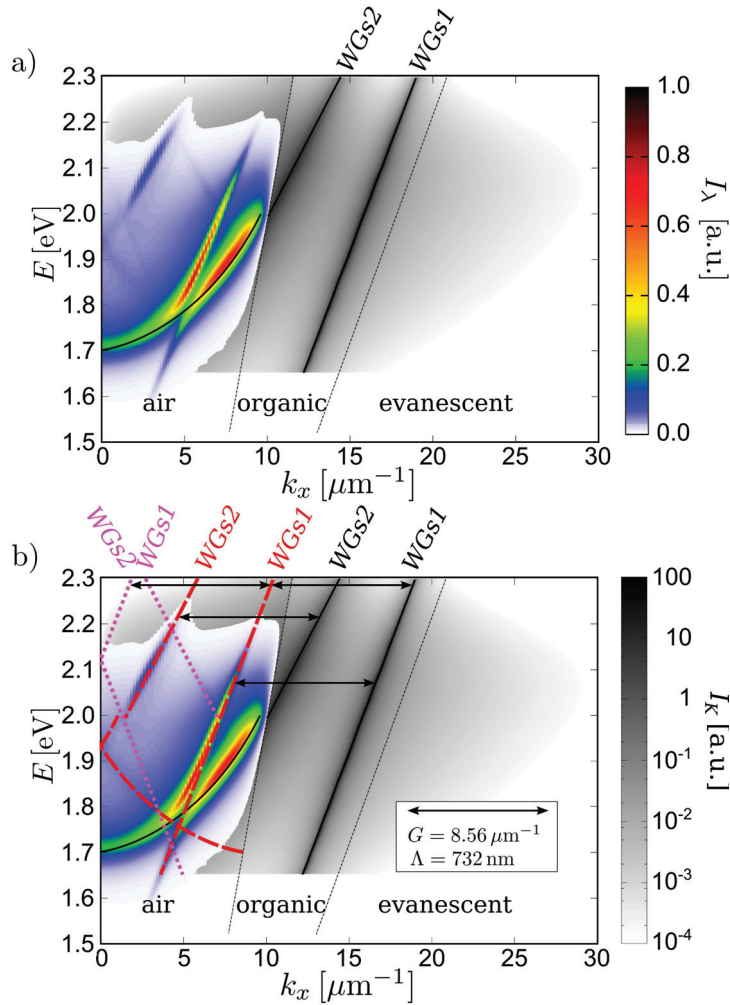 a)
WGs2 WGs1
2.3
2.2
2.1
2.0
1.9
1.8
1.7
1.6
1.5
E [eV]
air organic evanescent
0 5 10 15 20 25 30
kₓ [μm⁻¹]
1.0
0.8
0.6
0.4
0.2
0.0
I_λ [a.u.]
b)
WGs2 WGs1 WGs2 WGs1 WGs2 WGs1
2.3
2.2
2.1
2.0
1.9
1.8
1.7
1.6
1.5
E [eV]
G = 8.56 μm⁻¹
Λ = 732 nm
air organic evanescent
0 5 10 15 20 25 30
kₓ [μm⁻¹]
100
10
1
10⁻¹
10⁻²
10⁻³
10⁻⁴
I_K [a.u.]